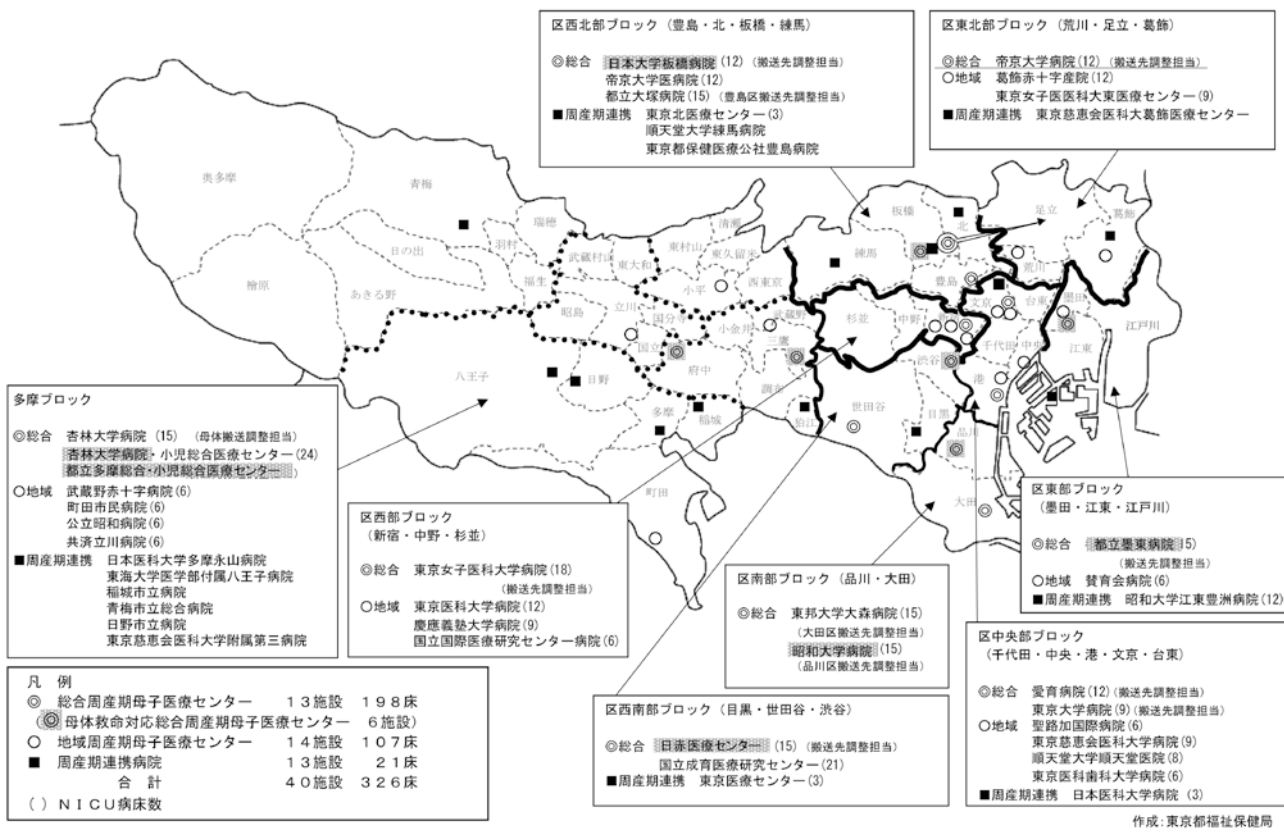 区西北部ブロック（豊島・北・板橋・練馬）
◎総合 日本大学板橋病院(12)（搬送先調整担当）
帝京大学医病院(12)
都立大塚病院(15)（豊島区搬送先調整担当）
■周産期連携 東京北医療センター(3)
順天堂大学練馬病院
東京都保健医療公社豊島病院
区東北部ブロック（荒川・足立・葛飾）
◎総合 帝京大学病院(12)（搬送先調整担当）
○地域 葛飾赤十字産院(12)
東京女子医医科大東医療センター(9)
■周産期連携 東京慈恵会医科大葛飾医療センター
奥多摩
青梅
瑞穂
羽村
日の出
福生
檜原
あきる野
武蔵村山
東大和
東村山
清瀬
東久留米
小平
西東京
昭島
立川
国分寺
小金井
武蔵野
三鷹
国立
府中
調布
狛江
八王子
日野
多摩
稲城
町田
板橋
北
足立
葛飾
練馬
豊島
荒川
文京
台東
墨田
杉並
中野
新宿
千代田
中央
江東
江戸川
渋谷
港
世田谷
目黒
品川
大田
多摩ブロック
◎総合 杏林大学病院（15）（母体搬送調整担当）
杏林大学病院・小児総合医療センター(24)
都立多摩総合・小児総合医療センター
○地域 武蔵野赤十字病院(6)
町田市民病院(6)
公立昭和病院(6)
共済立川病院(6)
■周産期連携 日本医科大学多摩永山病院
東海大学医学部付属八王子病院
稲城市立病院
青梅市立総合病院
日野市立病院
東京慈恵会医科大学附属第三病院
区西部ブロック
（新宿・中野・杉並）
◎総合 東京女子医科大学病院(18)
（搬送先調整担当）
○地域 東京医科大学病院(12)
慶應義塾大学病院(9)
国立国際医療研究センター病院(6)
区南部ブロック（品川・大田）
◎総合 東邦大学大森病院(15)
（大田区搬送先調整担当）
昭和大学病院(15)
（品川区搬送先調整担当）
区東部ブロック
（墨田・江東・江戸川）
◎総合 都立墨東病院15)
（搬送先調整担当）
○地域 賛育会病院(6)
■周産期連携 昭和大学江東豊洲病院(12)
区西南部ブロック（目黒・世田谷・渋谷）
◎総合 日赤医療センター（15）（搬送先調整担当）
国立成育医療研究センター(21)
■周産期連携 東京医療センター(3)
区中央部ブロック
（千代田・中央・港・文京・台東）
◎総合 愛育病院(12)（搬送先調整担当）
東京大学病院(9)（搬送先調整担当）
○地域 聖路加国際病院(6)
東京慈恵会医科大学病院(9)
順天堂大学順天堂医院(8)
東京医科歯科大学病院(6)
■周産期連携 日本医科大学病院（3）
凡 例
◎ 総合周産期母子医療センター 13施設 198床
（◎ 母体救命対応総合周産期母子医療センター 6施設）
○ 地域周産期母子医療センター 14施設 107床
■ 周産期連携病院 13施設 21床
合 計 40施設 326床
（ ）ＮＩＣＵ病床数
作成：東京都福祉保健局